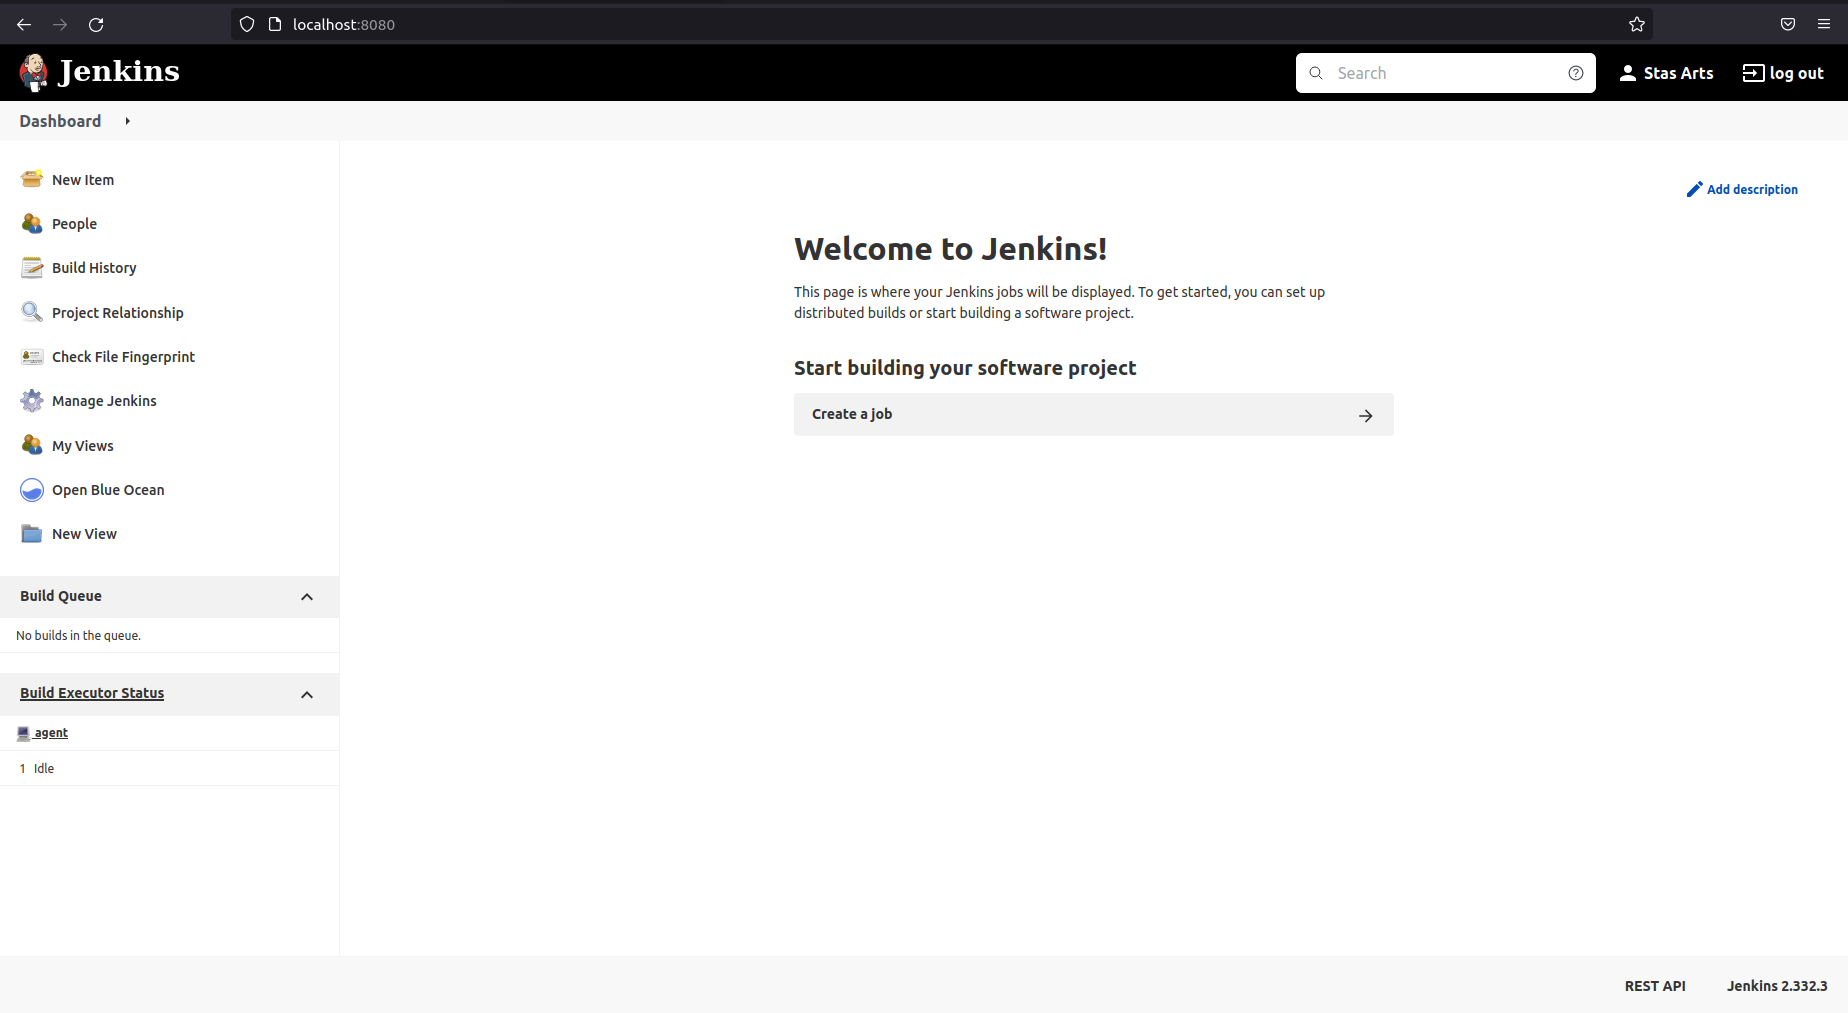 localhost:8080
Jenkins
Search
Stas Arts
log out
Dashboard
New Item
People
Build History
Project Relationship
Check File Fingerprint
Manage Jenkins
My Views
Open Blue Ocean
New View
Build Queue
No builds in the queue.
Build Executor Status
agent
1 Idle
Add description
Welcome to Jenkins!
This page is where your Jenkins jobs will be displayed. To get started, you can set up
distributed builds or start building a software project.
Start building your software project
Create a job
REST API
Jenkins 2.332.3